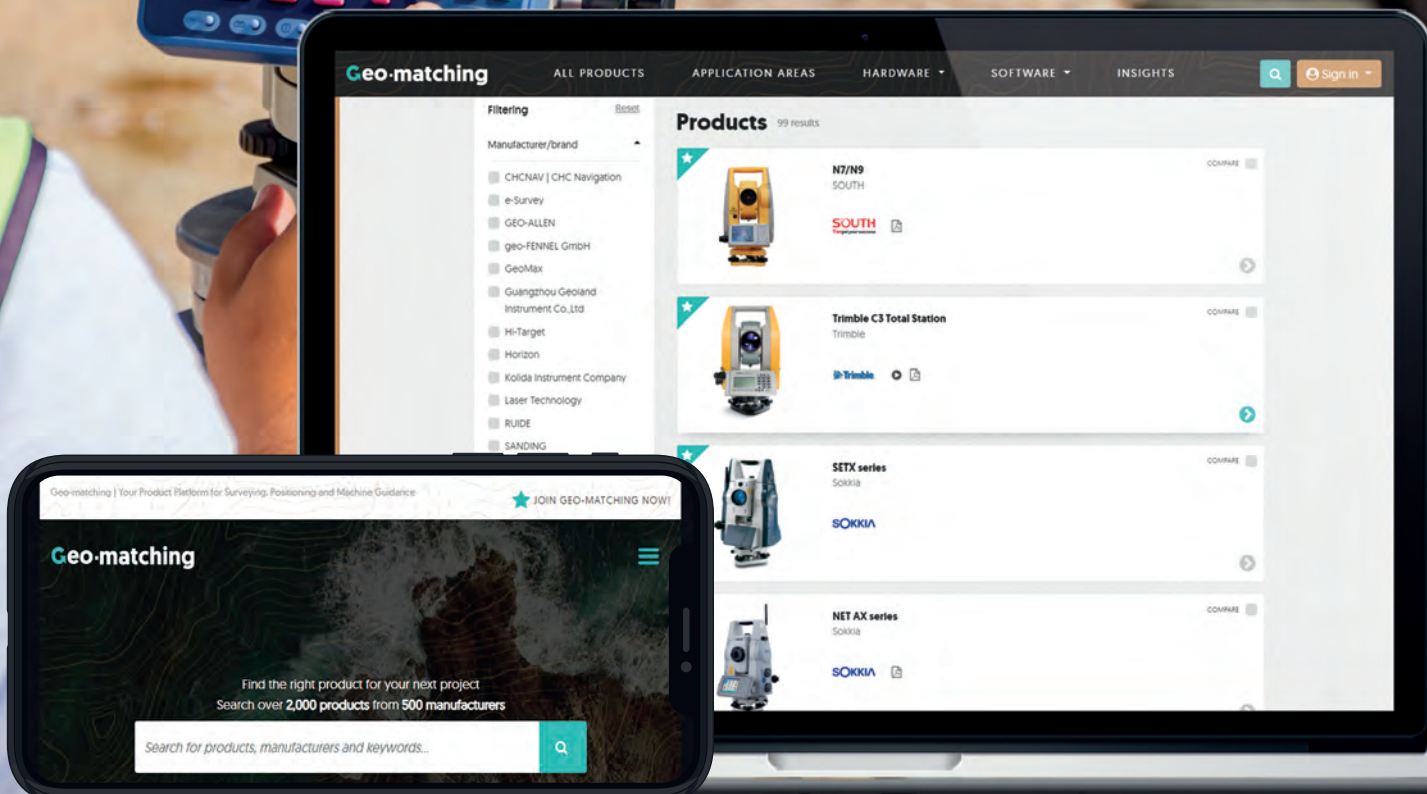 Geo-matching
ALL PRODUCTS
APPLICATION AREAS
HARDWARE
SOFTWARE
INSIGHTS
Sign in
Filtering
Reset
Manufacturer/brand
CHCNAV | CHC Navigation
e-Survey
GEO-ALLEN
geo-FENNEL GmbH
GeoMax
Guangzhou Geoland
Instrument Co.,Ltd
Hi-Target
Horizon
Kolida Instrument Company
Laser Technology
RUIDE
SANDING
Products 99 results
N7/N9
COMPARE
SOUTH
SOUTH
Trimble C3 Total Station
COMPARE
Trimble
Trimble
SETX series
COMPARE
Sokkia
SOKKIA
NET AX series
COMPARE
Sokkia
SOKKIA
Geo-matching | Your Product Platform for Surveying, Positioning and Machine Guidance
JOIN GEO-MATCHING NOW!
Geo-matching
Find the right product for your next project
Search over 2,000 products from 500 manufacturers
Search for products, manufacturers and keywords...